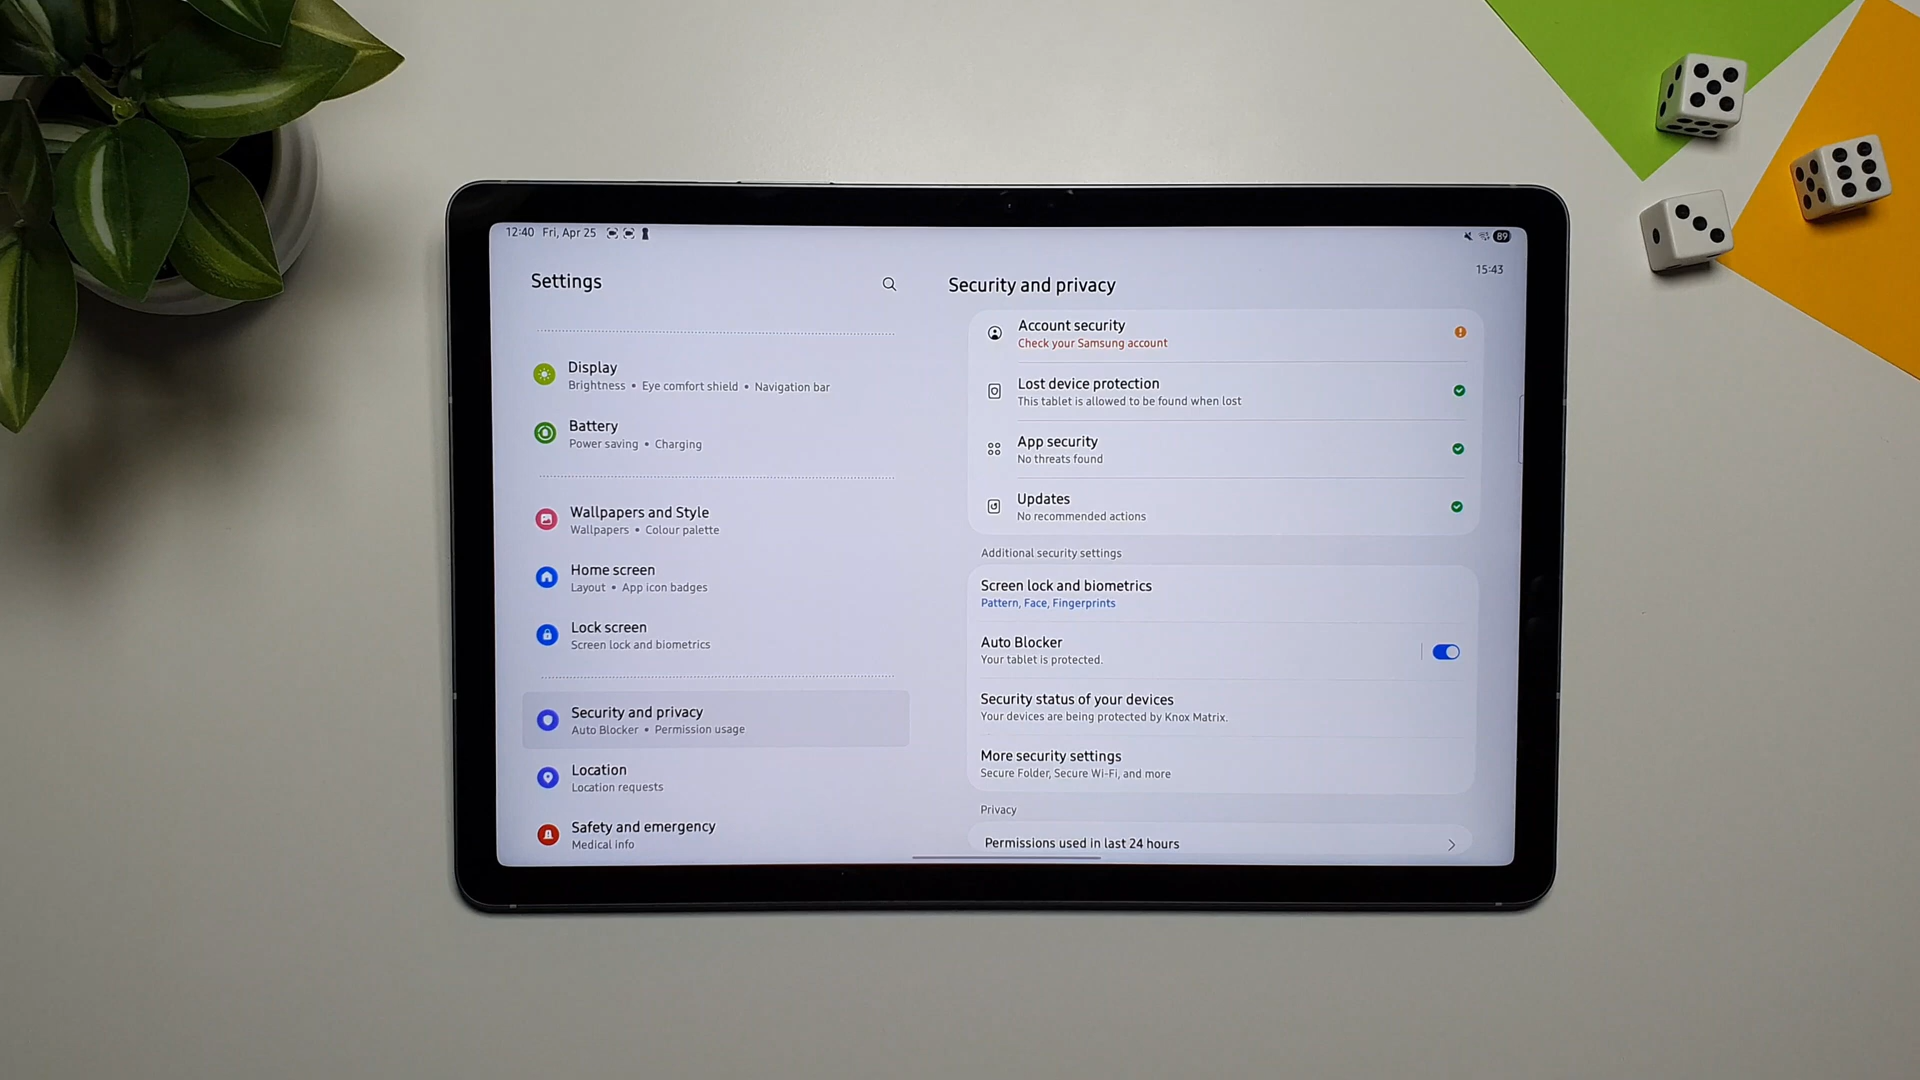 12:40 Fri, Apr 25
89
Settings
Display
Brightness • Eye comfort shield • Navigation bar
Battery
Power saving • Charging
Wallpapers and Style
Wallpapers • Colour palette
Home screen
Layout • App icon badges
Lock screen
Screen lock and biometrics
Security and privacy
Auto Blocker • Permission usage
Location
Location requests
Safety and emergency
Medical info
15:43
Security and privacy
Account security
Check your Samsung account
Lost device protection
This tablet is allowed to be found when lost
App security
No threats found
Updates
No recommended actions
Additional security settings
Screen lock and biometrics
Pattern, Face, Fingerprints
Auto Blocker
Your tablet is protected.
Security status of your devices
Your devices are being protected by Knox Matrix.
More security settings
Secure Folder, Secure Wi-Fi, and more
Privacy
Permissions used in last 24 hours